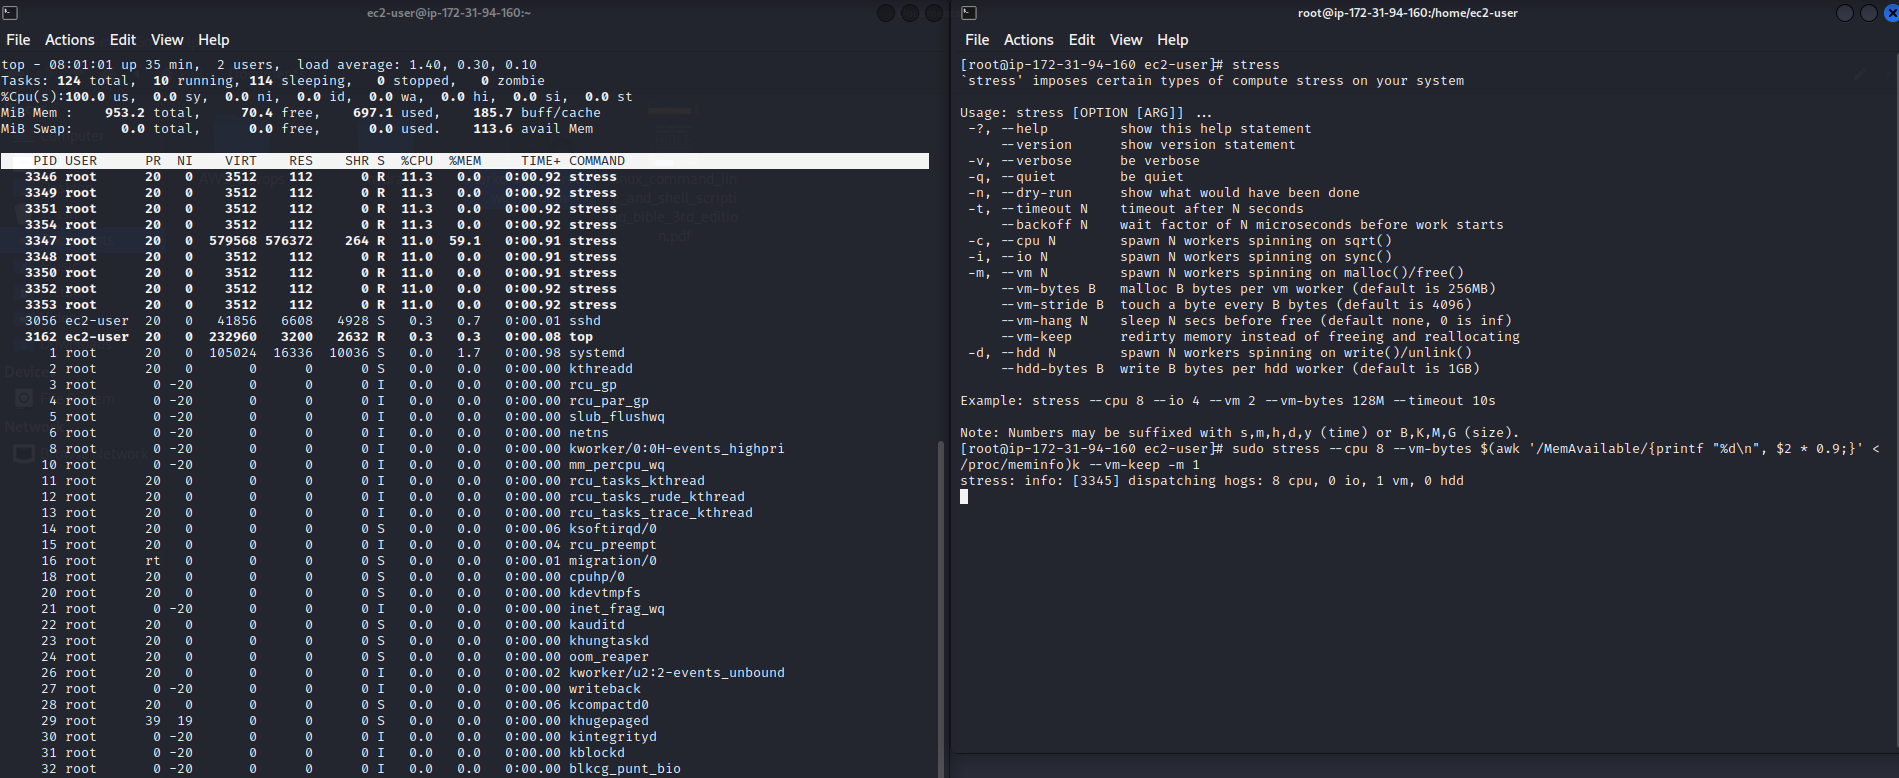 ec2-user@ip-172-31-94-160:~
File Actions Edit View Help
top - 08:01:01 up 35 min, 2 users, load average: 1.40, 0.30, 0.10
Tasks: 124 total, 10 running, 114 sleeping, 0 stopped, 0 zombie
%Cpu(s):100.0 us, 0.0 sy, 0.0 ni, 0.0 id, 0.0 wa, 0.0 hi, 0.0 si, 0.0 st
MiB Mem : 953.2 total, 70.4 free, 697.1 used, 185.7 buff/cache
MiB Swap: 0.0 total, 0.0 free, 0.0 used. 113.6 avail Mem
PID USER PR NI VIRT RES SHR S %CPU %MEM TIME+ COMMAND
3346 root 20 0 3512 112 0 R 11.3 0.0 0:00.92 stress
3349 root 20 0 3512 112 0 R 11.3 0.0 0:00.92 stress
3351 root 20 0 3512 112 0 R 11.3 0.0 0:00.92 stress
3354 root 20 0 3512 112 0 R 11.3 0.0 0:00.92 stress
3347 root 20 0 579568 576372 264 R 11.0 59.1 0:00.91 stress
3348 root 20 0 3512 112 0 R 11.0 0.0 0:00.91 stress
3350 root 20 0 3512 112 0 R 11.0 0.0 0:00.91 stress
3352 root 20 0 3512 112 0 R 11.0 0.0 0:00.92 stress
3353 root 20 0 3512 112 0 R 11.0 0.0 0:00.92 stress
3056 ec2-user 20 0 41856 6608 4928 S 0.3 0.7 0:00.01 sshd
3162 ec2-user 20 0 232960 3200 2632 R 0.3 0.3 0:00.08 top
1 root 20 0 105024 16336 10036 S 0.0 1.7 0:00.98 systemd
2 root 20 0 0 0 0 S 0.0 0.0 0:00.00 kthreadd
3 root 0 -20 0 0 0 I 0.0 0.0 0:00.00 rcu_gp
4 root 0 -20 0 0 0 I 0.0 0.0 0:00.00 rcu_par_gp
5 root 0 -20 0 0 0 I 0.0 0.0 0:00.00 slub_flushwq
6 root 0 -20 0 0 0 I 0.0 0.0 0:00.00 netns
8 root 0 -20 0 0 0 I 0.0 0.0 0:00.00 kworker/0:0H-events_highpri
10 root 0 -20 0 0 0 I 0.0 0.0 0:00.00 mm_percpu_wq
11 root 20 0 0 0 0 I 0.0 0.0 0:00.00 rcu_tasks_kthread
12 root 20 0 0 0 0 I 0.0 0.0 0:00.00 rcu_tasks_rude_kthread
13 root 20 0 0 0 0 I 0.0 0.0 0:00.00 rcu_tasks_trace_kthread
14 root 20 0 0 0 0 S 0.0 0.0 0:00.06 ksoftirqd/0
15 root 20 0 0 0 0 I 0.0 0.0 0:00.04 rcu_preempt
16 root rt 0 0 0 0 S 0.0 0.0 0:00.01 migration/0
18 root 20 0 0 0 0 S 0.0 0.0 0:00.00 cpuhp/0
20 root 20 0 0 0 0 S 0.0 0.0 0:00.00 kdevtmpfs
21 root 0 -20 0 0 0 I 0.0 0.0 0:00.00 inet_frag_wq
22 root 20 0 0 0 0 S 0.0 0.0 0:00.00 kauditd
23 root 20 0 0 0 0 S 0.0 0.0 0:00.00 khungtaskd
24 root 20 0 0 0 0 S 0.0 0.0 0:00.00 oom_reaper
26 root 20 0 0 0 0 I 0.0 0.0 0:00.02 kworker/u2:2-events_unbound
27 root 0 -20 0 0 0 I 0.0 0.0 0:00.00 writeback
28 root 20 0 0 0 0 S 0.0 0.0 0:00.06 kcompactd0
29 root 39 19 0 0 0 S 0.0 0.0 0:00.00 khugepaged
30 root 0 -20 0 0 0 I 0.0 0.0 0:00.00 kintegrityd
31 root 0 -20 0 0 0 I 0.0 0.0 0:00.00 kblockd
32 root 0 -20 0 0 0 I 0.0 0.0 0:00.00 blkcg_punt_bio
root@ip-172-31-94-160:/home/ec2-user
File Actions Edit View Help
[root@ip-172-31-94-160 ec2-user]# stress
`stress' imposes certain types of compute stress on your system
Usage: stress [OPTION [ARG]] ...
-?, --help show this help statement
--version show version statement
-v, --verbose be verbose
-q, --quiet be quiet
-n, --dry-run show what would have been done
-t, --timeout N timeout after N seconds
--backoff N wait factor of N microseconds before work starts
-c, --cpu N spawn N workers spinning on sqrt()
-i, --io N spawn N workers spinning on sync()
-m, --vm N spawn N workers spinning on malloc()/free()
--vm-bytes B malloc B bytes per vm worker (default is 256MB)
--vm-stride B touch a byte every B bytes (default is 4096)
--vm-hang N sleep N secs before free (default none, 0 is inf)
--vm-keep redirty memory instead of freeing and reallocating
-d, --hdd N spawn N workers spinning on write()/unlink()
--hdd-bytes B write B bytes per hdd worker (default is 1GB)
Example: stress --cpu 8 --io 4 --vm 2 --vm-bytes 128M --timeout 10s
Note: Numbers may be suffixed with s,m,h,d,y (time) or B,K,M,G (size).
[root@ip-172-31-94-160 ec2-user]# sudo stress --cpu 8 --vm-bytes $(awk '/MemAvailable/{printf "%d\n", $2 * 0.9;}' <
/proc/meminfo)k --vm-keep -m 1
stress: info: [3345] dispatching hogs: 8 cpu, 0 io, 1 vm, 0 hdd